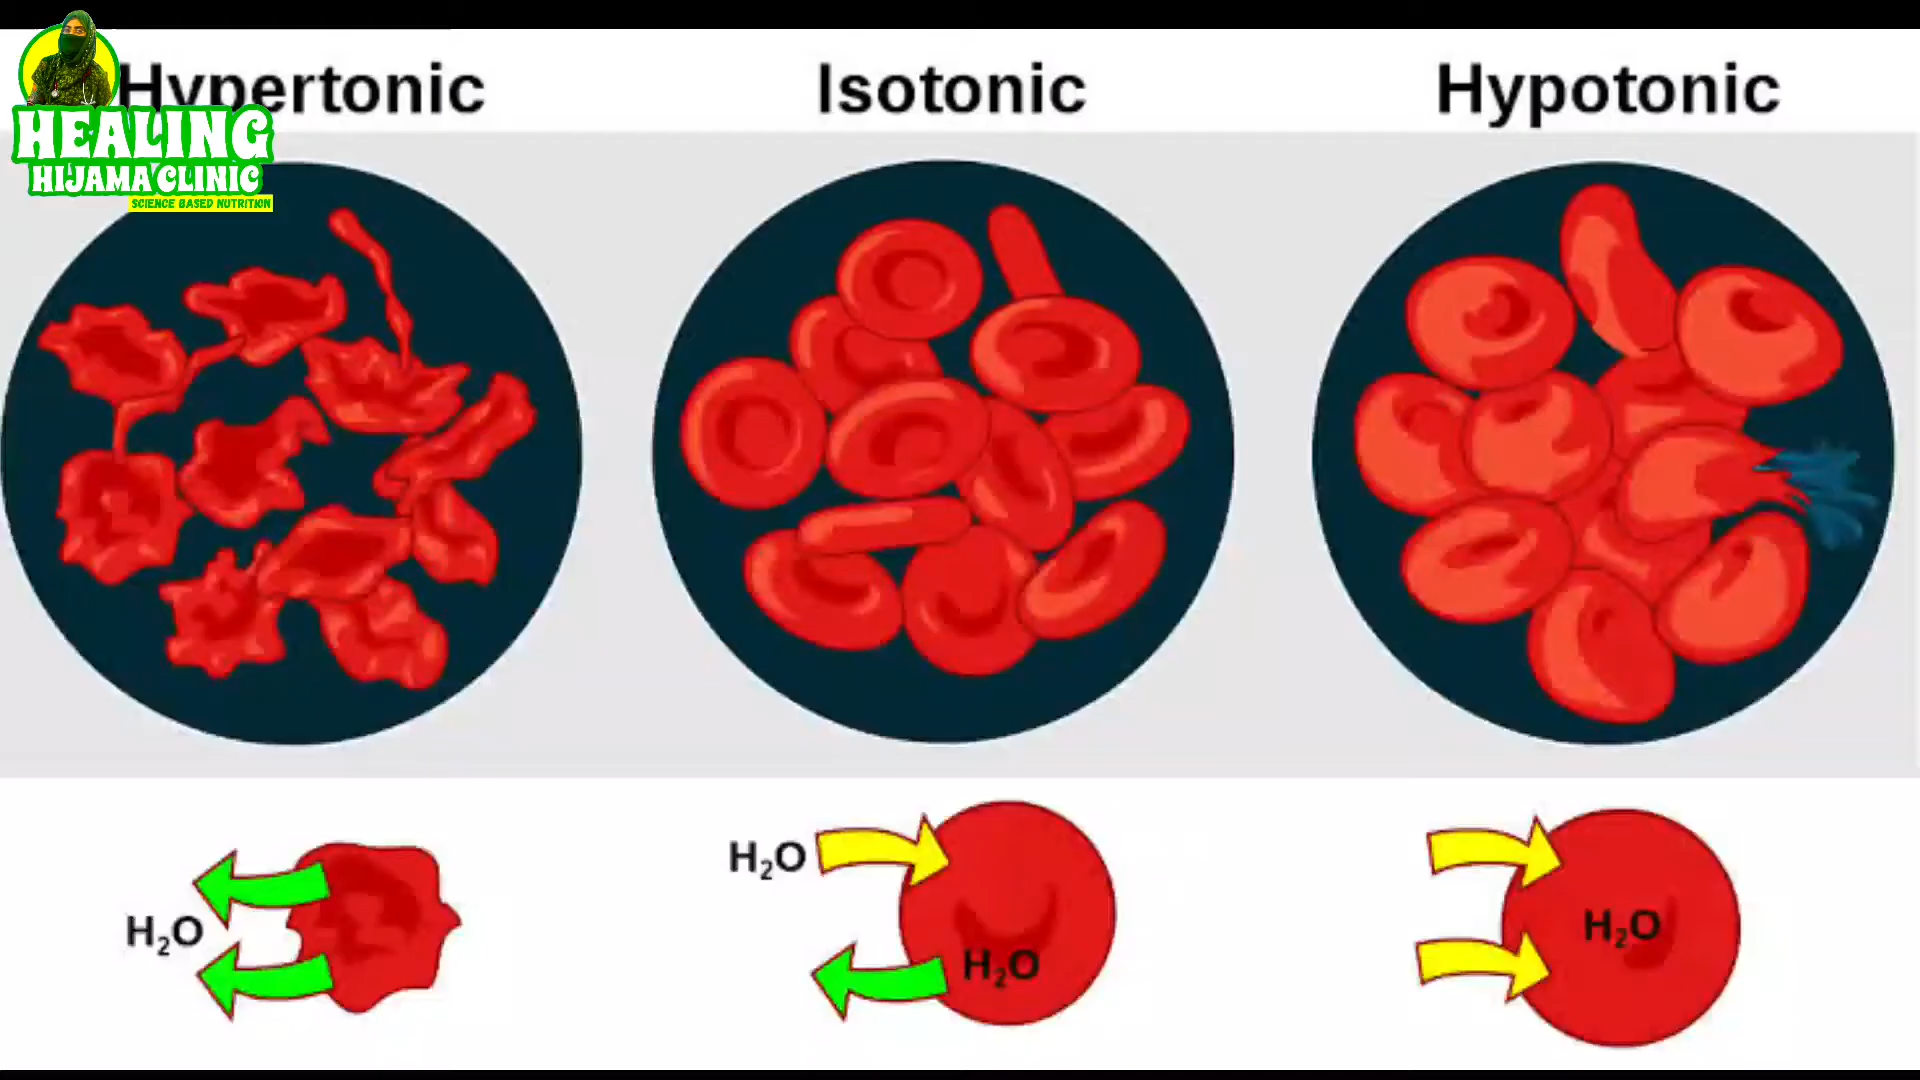 Hypertonic
Isotonic
Hypotonic
HEALING
HIJAMA CLINIC
SCIENCE BASED NUTRITION
H₂O
H₂O
H₂O
H₂O